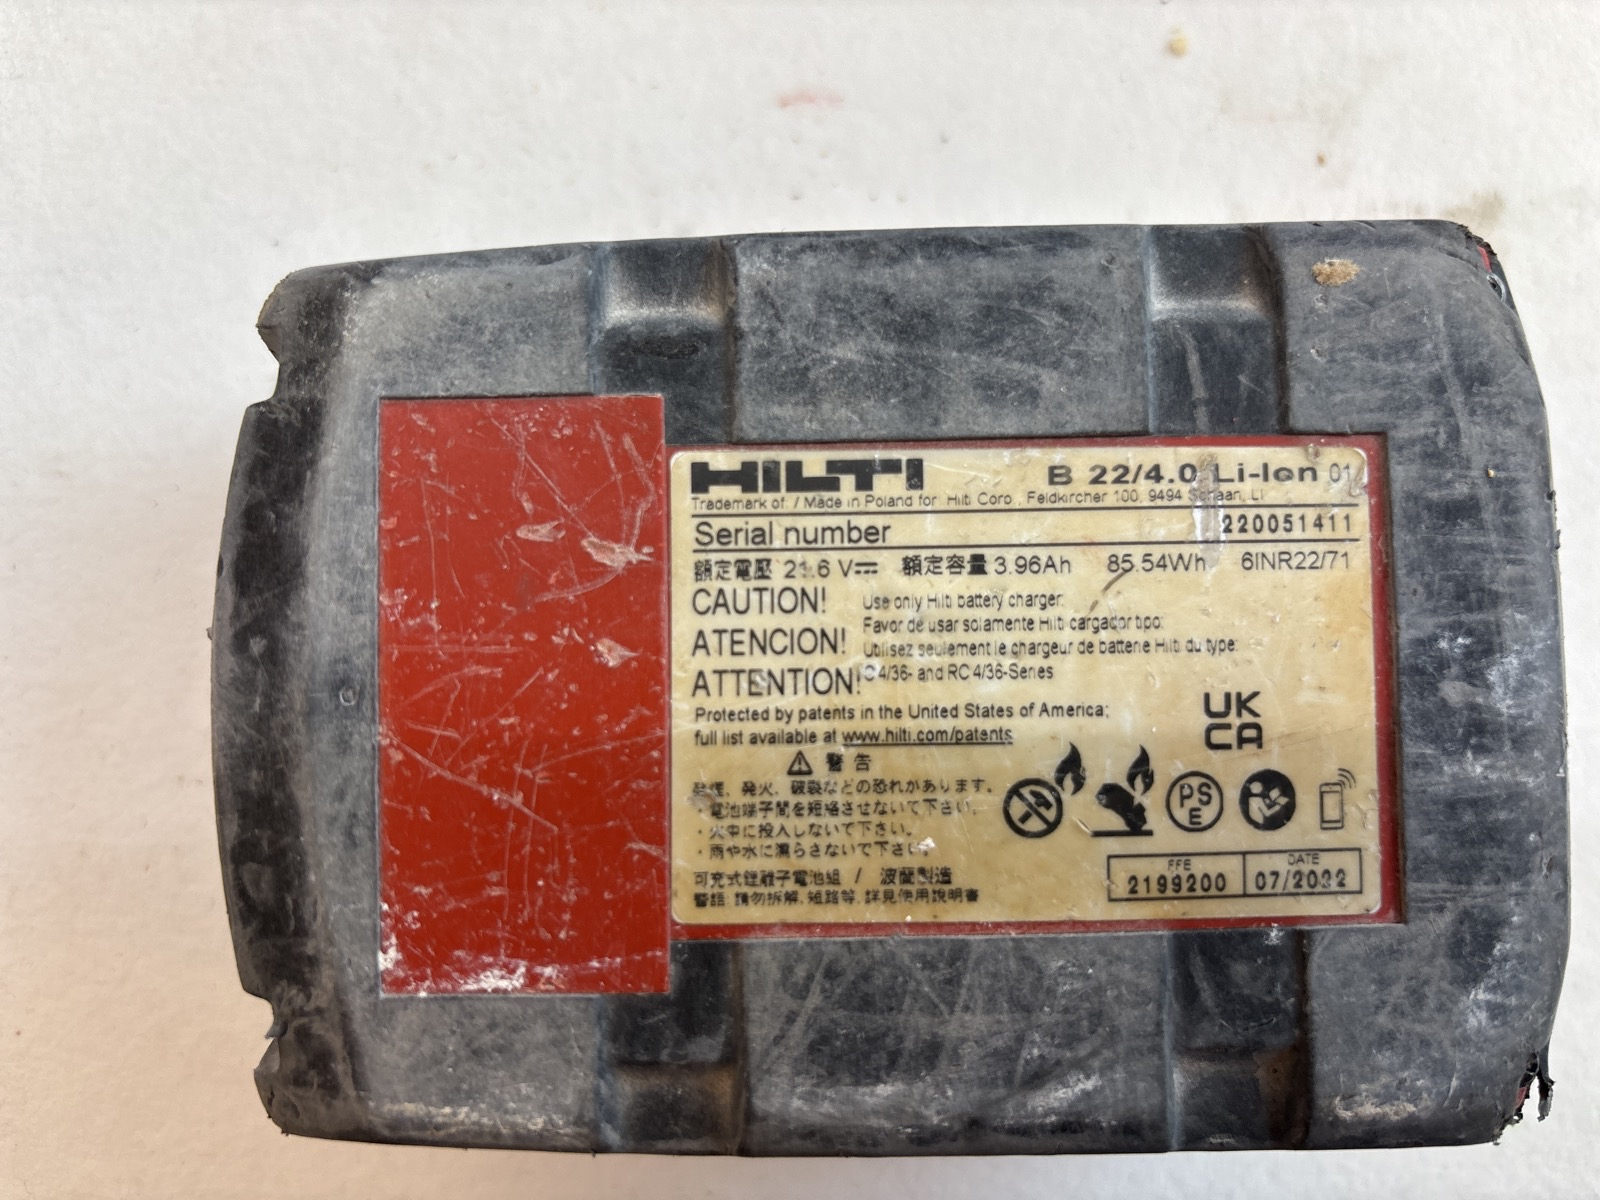 HILTI B 22/4.0 Li-Ion 01
Trademark of / Made in Poland for Hilti Corp., Feldkircher 100, 9494 Schaan, LI
Serial number 220051411
額定電壓 21.6 V 額定容量 3.96Ah 85.54Wh 6INR22/71
CAUTION! Use only Hilti battery charger:
Favor de usar solamente Hilti cargador tipo:
ATENCION! Utilisez seulement le chargeur de batterie Hilti du type:
ATTENTION! C4/36- and RC4/36-Series
Protected by patents in the United States of America;
full list available at www.hilti.com/patents
UK
CA
警告
発煙、発火、破裂などの恐れがあります。
・電池端子間を短絡させないで下さい。
・火中に投入しないで下さい。
・雨や水に濡らさないで下さい。
PS
E
可充式鋰離子電池組 / 波蘭製造
警語:請勿拆解,短路等,詳見使用說明書
FFE DATE
2199200 07/2022